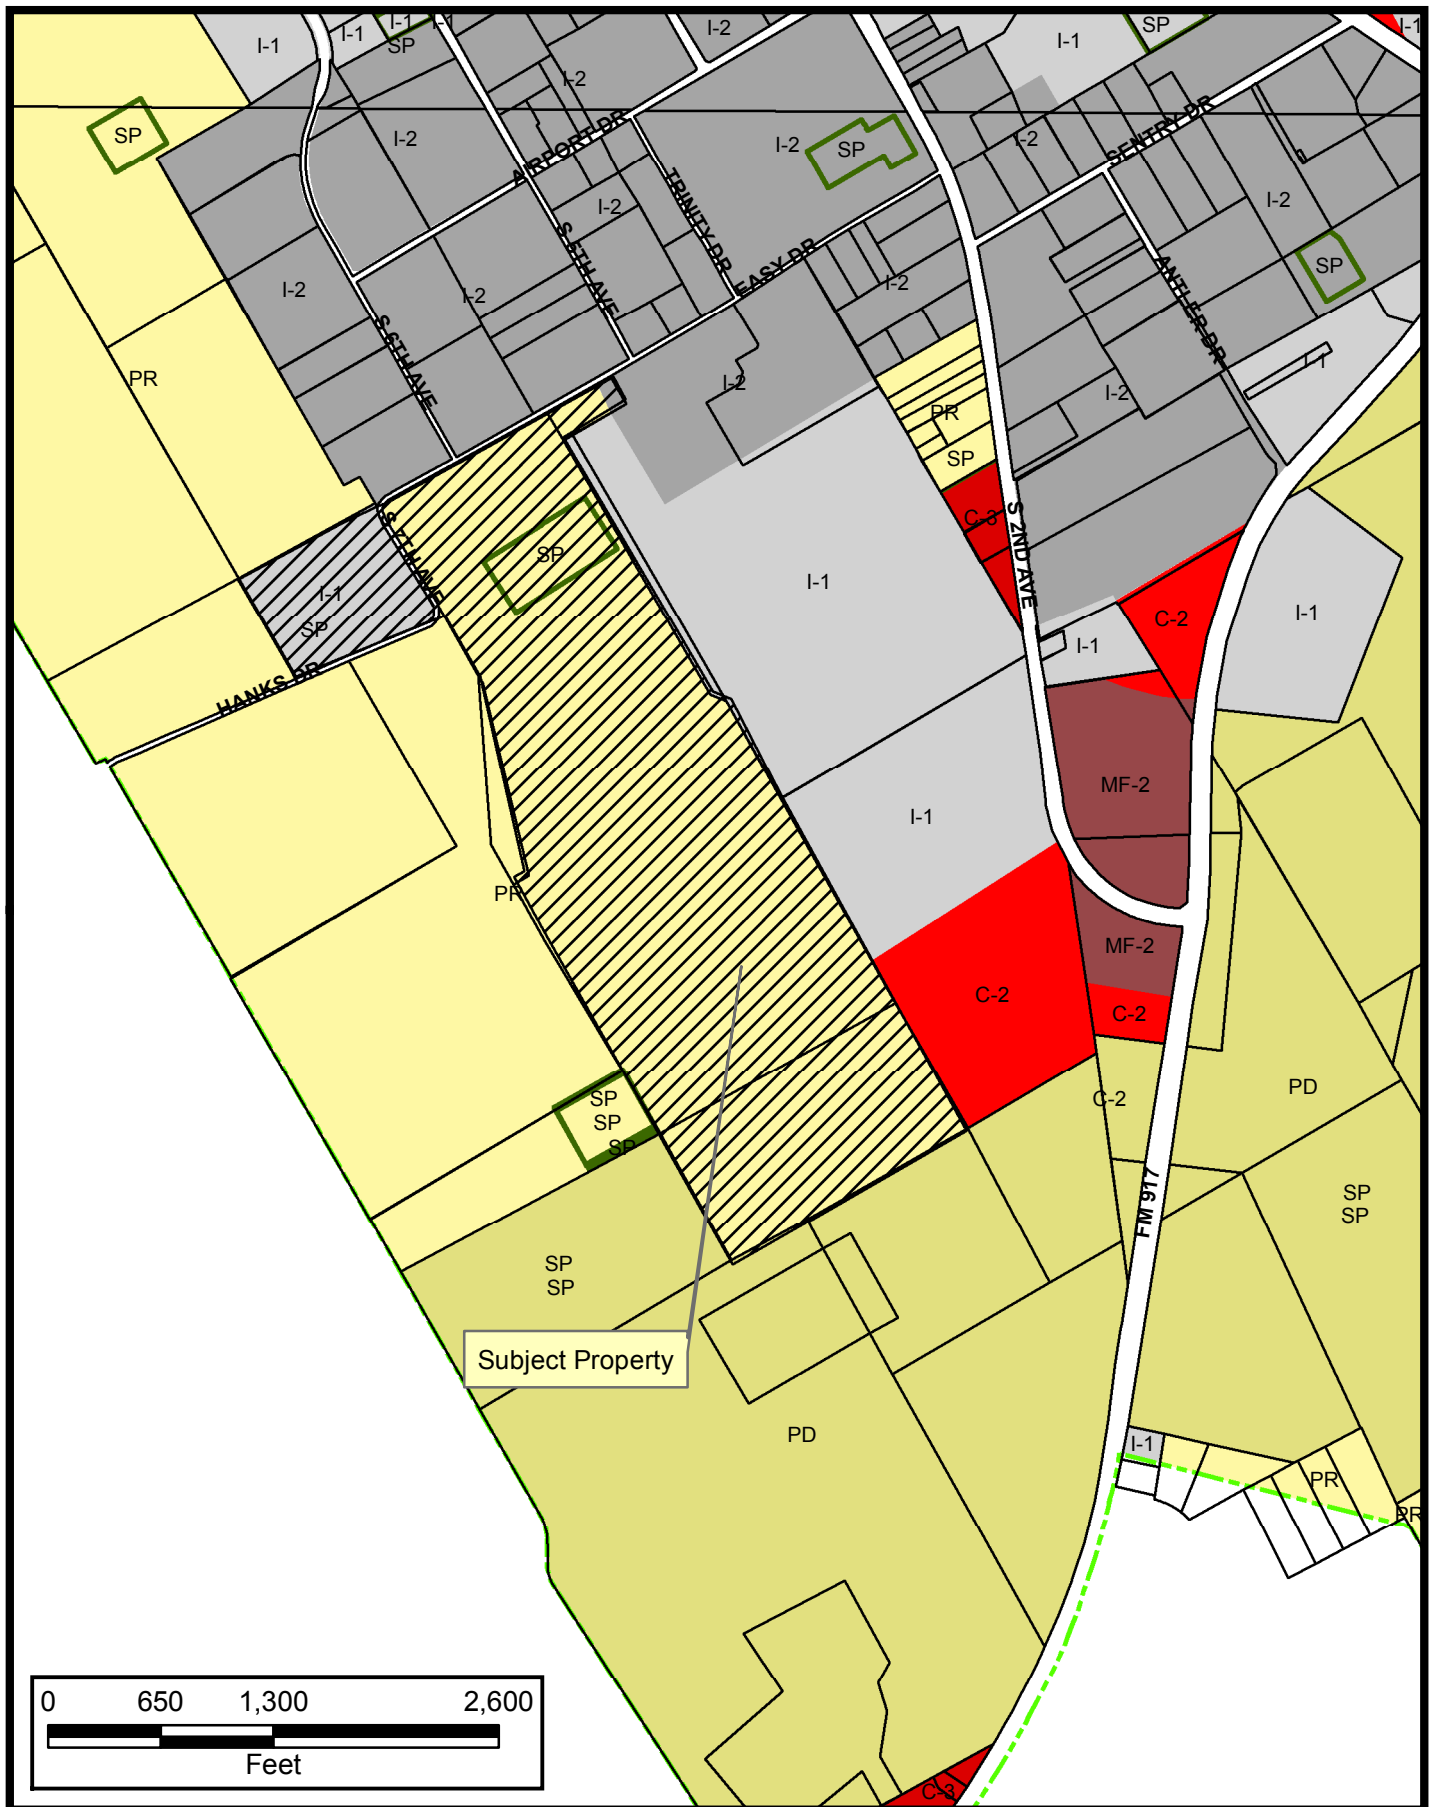 I-1
I-1
I-1
I-1
SP
I-2
I-1
SP
I-1
I-2
SP
I-2
AIRPORT DR
I-2
SP
I-2
SENTRY DR
TRINITY DR
I-2
I-2
S 5TH AVE
EASY DR
I-2
I-2
I-2
SP
ANTLER DR
S 6TH AVE
PR
I-2
I-2
I-1
PR
SP
C-3
S 2ND AVE
S 7TH AVE
SP
I-1
I-1
SP
C-2
I-1
I-1
HANKS DR
MF-2
I-1
PR
MF-2
C-2
C-2
SP
SP
SP
C-2
PD
SP
SP
FM 917
SP
SP
Subject Property
PD
I-1
PR
PR
0 650 1,300 2,600
Feet
C-3